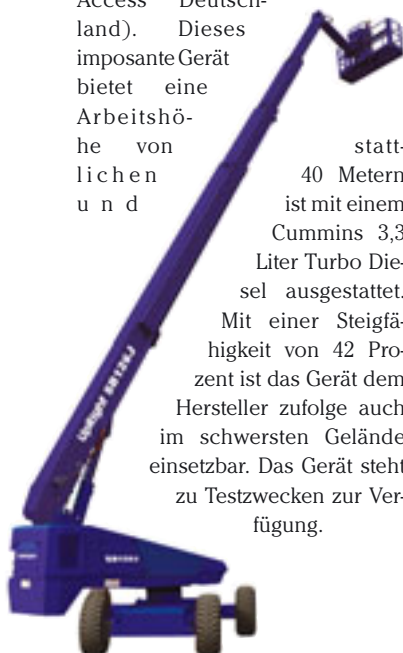 Access Deutsch-
land). Dieses
imposante Gerät
bietet eine
Arbeitshö-
he von statt-
lichen 40 Metern
und ist mit einem
Cummins 3,3
Liter Turbo Die-
sel ausgestattet.
Mit einer Steigfä-
higkeit von 42 Pro-
zent ist das Gerät dem
Hersteller zufolge auch
im schwersten Gelände
einsetzbar. Das Gerät steht
zu Testzwecken zur Ver-
fügung.